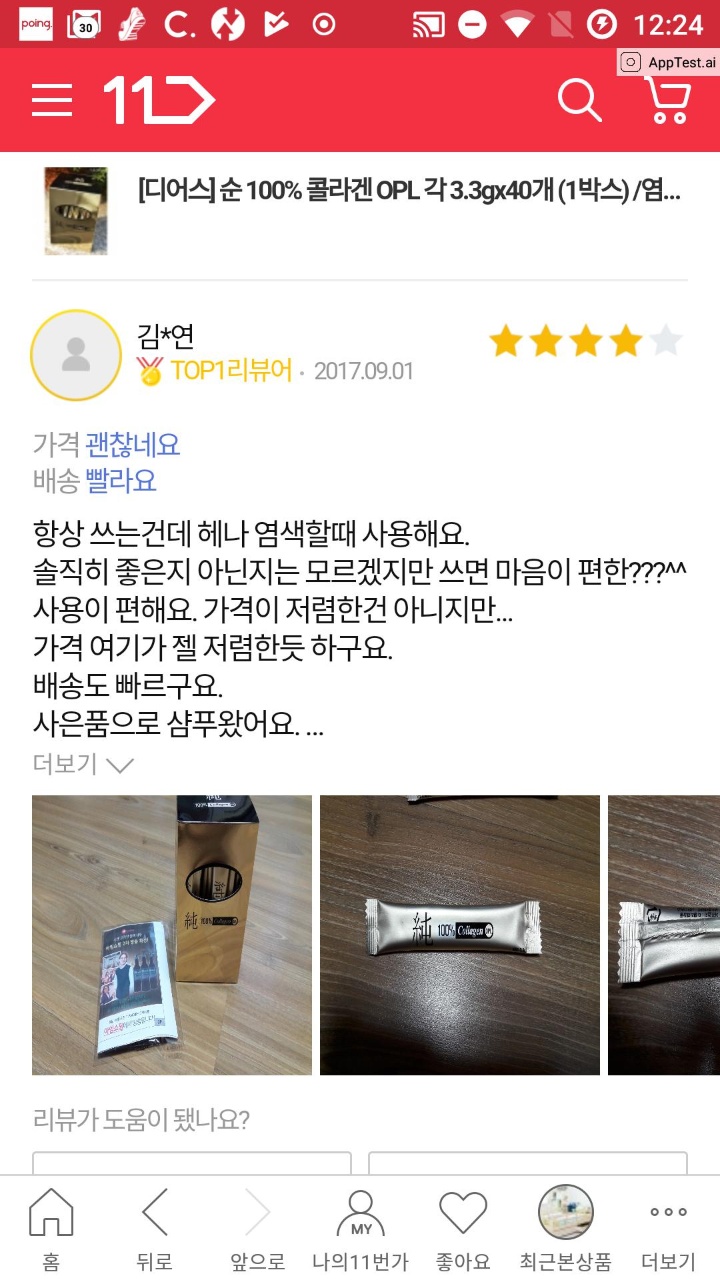 poing.
30
C.
12:24
AppTest.ai
11
[디어스] 순 100% 콜라겐 OPL 각 3.3gx40개 (1박스) /염...
김*연
TOP1리뷰어 · 2017.09.01
가격 괜찮네요
배송 빨라요
항상 쓰는건데 헤나 염색할때 사용해요.
솔직히 좋은지 아닌지는 모르겠지만 쓰면 마음이 편한???^^
사용이 편해요. 가격이 저렴한건 아니지만...
가격 여기가 젤 저렴한듯 하구요.
배송도 빠르구요.
사은품으로 샴푸왔어요. ...
더보기
純 100% Collagen
純 100% Collagen
리뷰가 도움이 됐나요?
MY
홈
뒤로
앞으로
나의11번가
좋아요
최근본상품
더보기